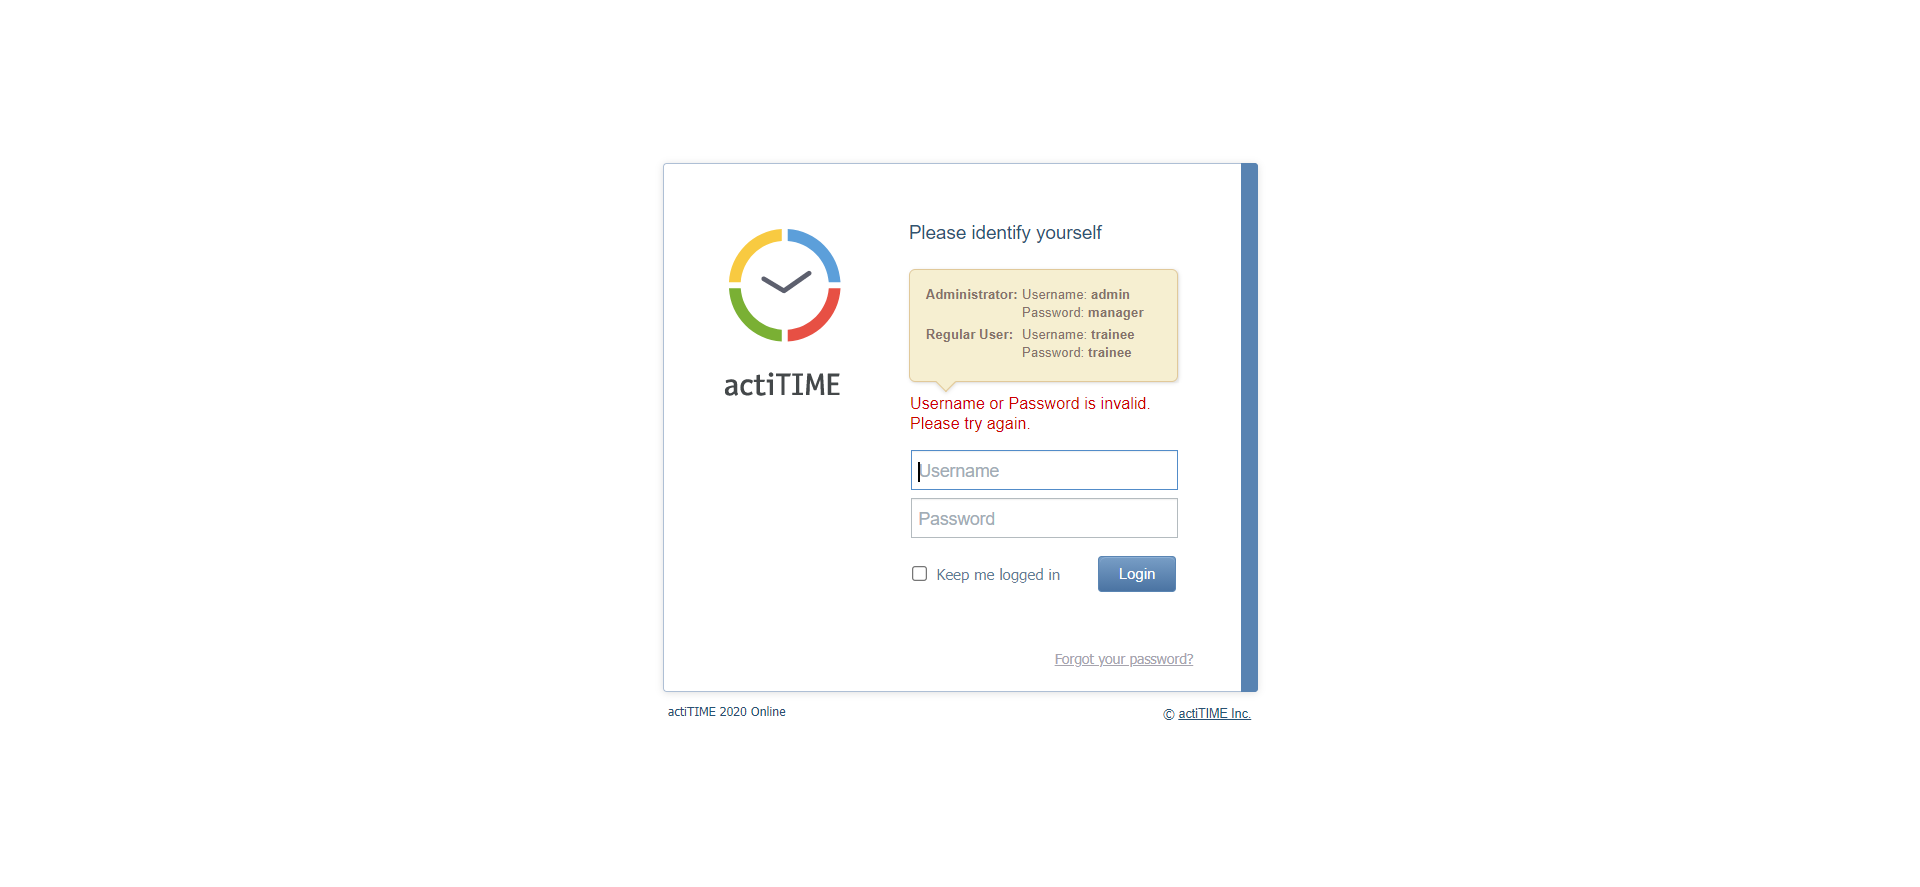 actiTIME
Please identify yourself
Administrator: Username: admin
Password: manager
Regular User: Username: trainee
Password: trainee
Username or Password is invalid.
Please try again.
Username
Password
Keep me logged in
Login
Forgot your password?
actiTIME 2020 Online
© actiTIME Inc.